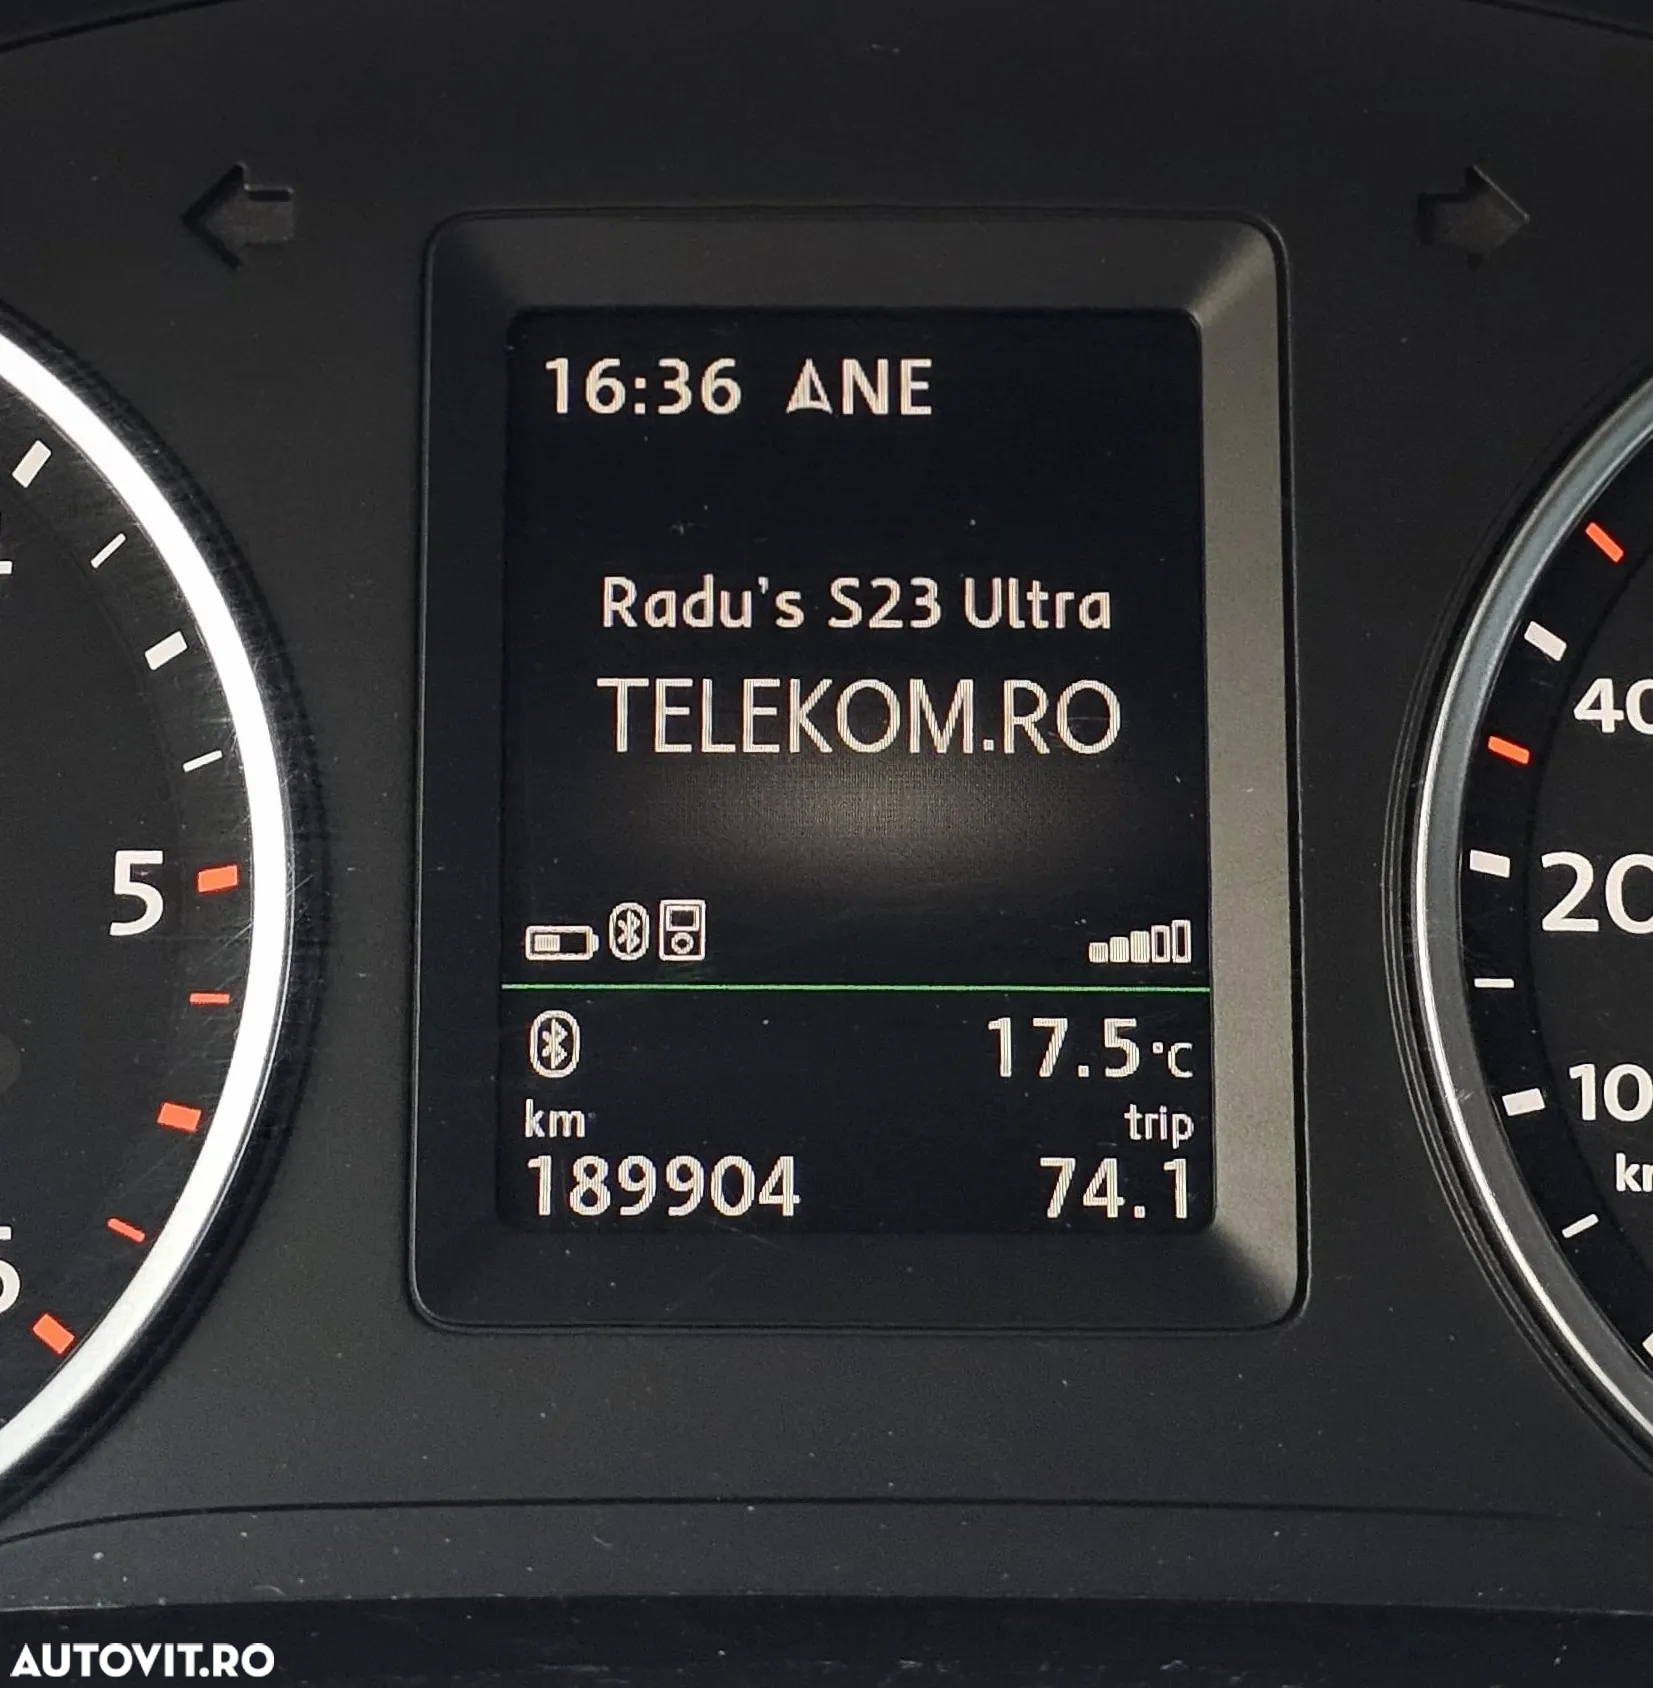 16:36 NE
Radu's S23 Ultra
TELEKOM.RO
17.5°C
km trip
189904 74.1
5
40
20
10
AUTOVIT.RO